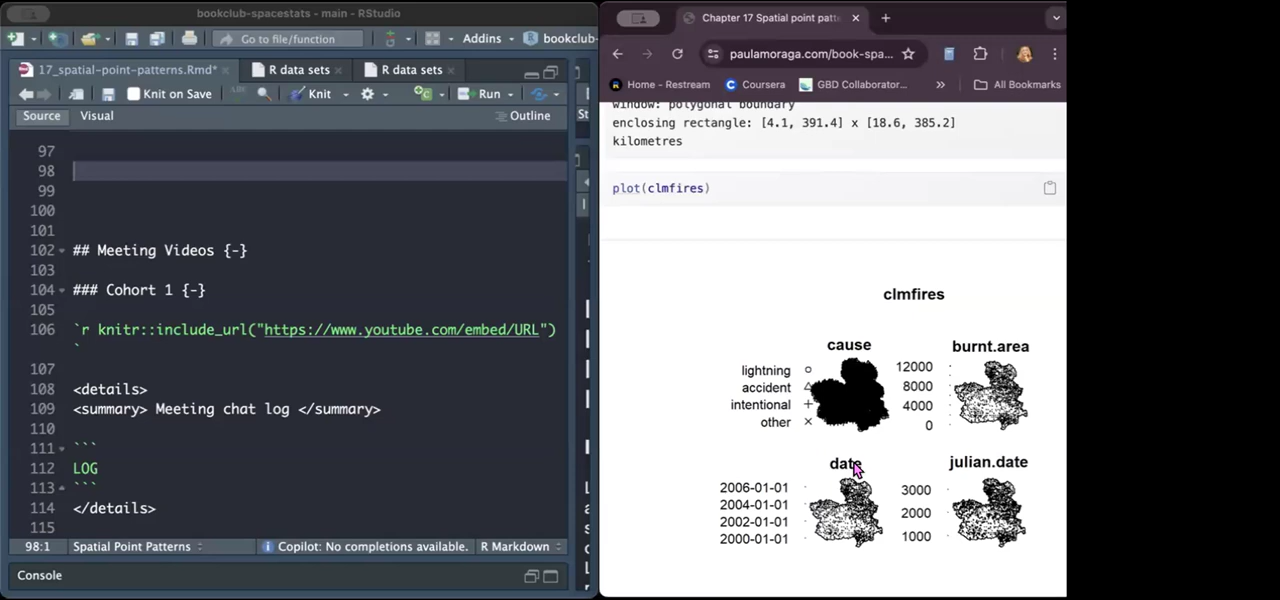 bookclub-spacestats - main - RStudio
Go to file/function
Addins
bookclub-
17_spatial-point-patterns.Rmd*
R data sets
R data sets
Knit on Save
Knit
Run
Source
Visual
Outline
97
98
99
100
101
102 ## Meeting Videos {-}
103
104 ### Cohort 1 {-}
105
106 `r knitr::include_url("https://www.youtube.com/embed/URL")
`
107
108 <details>
109 <summary> Meeting chat log </summary>
110
111 ```
112 LOG
113 ```
114 </details>
115
98:1
Spatial Point Patterns
Copilot: No completions available.
R Markdown
Console
Chapter 17 Spatial point patt
paulamoraga.com/book-spa...
Home - Restream
Coursera
GBD Collaborator...
»
All Bookmarks
window: polygonal boundary
enclosing rectangle: [4.1, 391.4] x [18.6, 385.2]
kilometres
plot(clmfires)
clmfires
cause
lightning
accident
intentional
other
burnt.area
12000
8000
4000
0
date
2006-01-01
2004-01-01
2002-01-01
2000-01-01
julian.date
3000
2000
1000